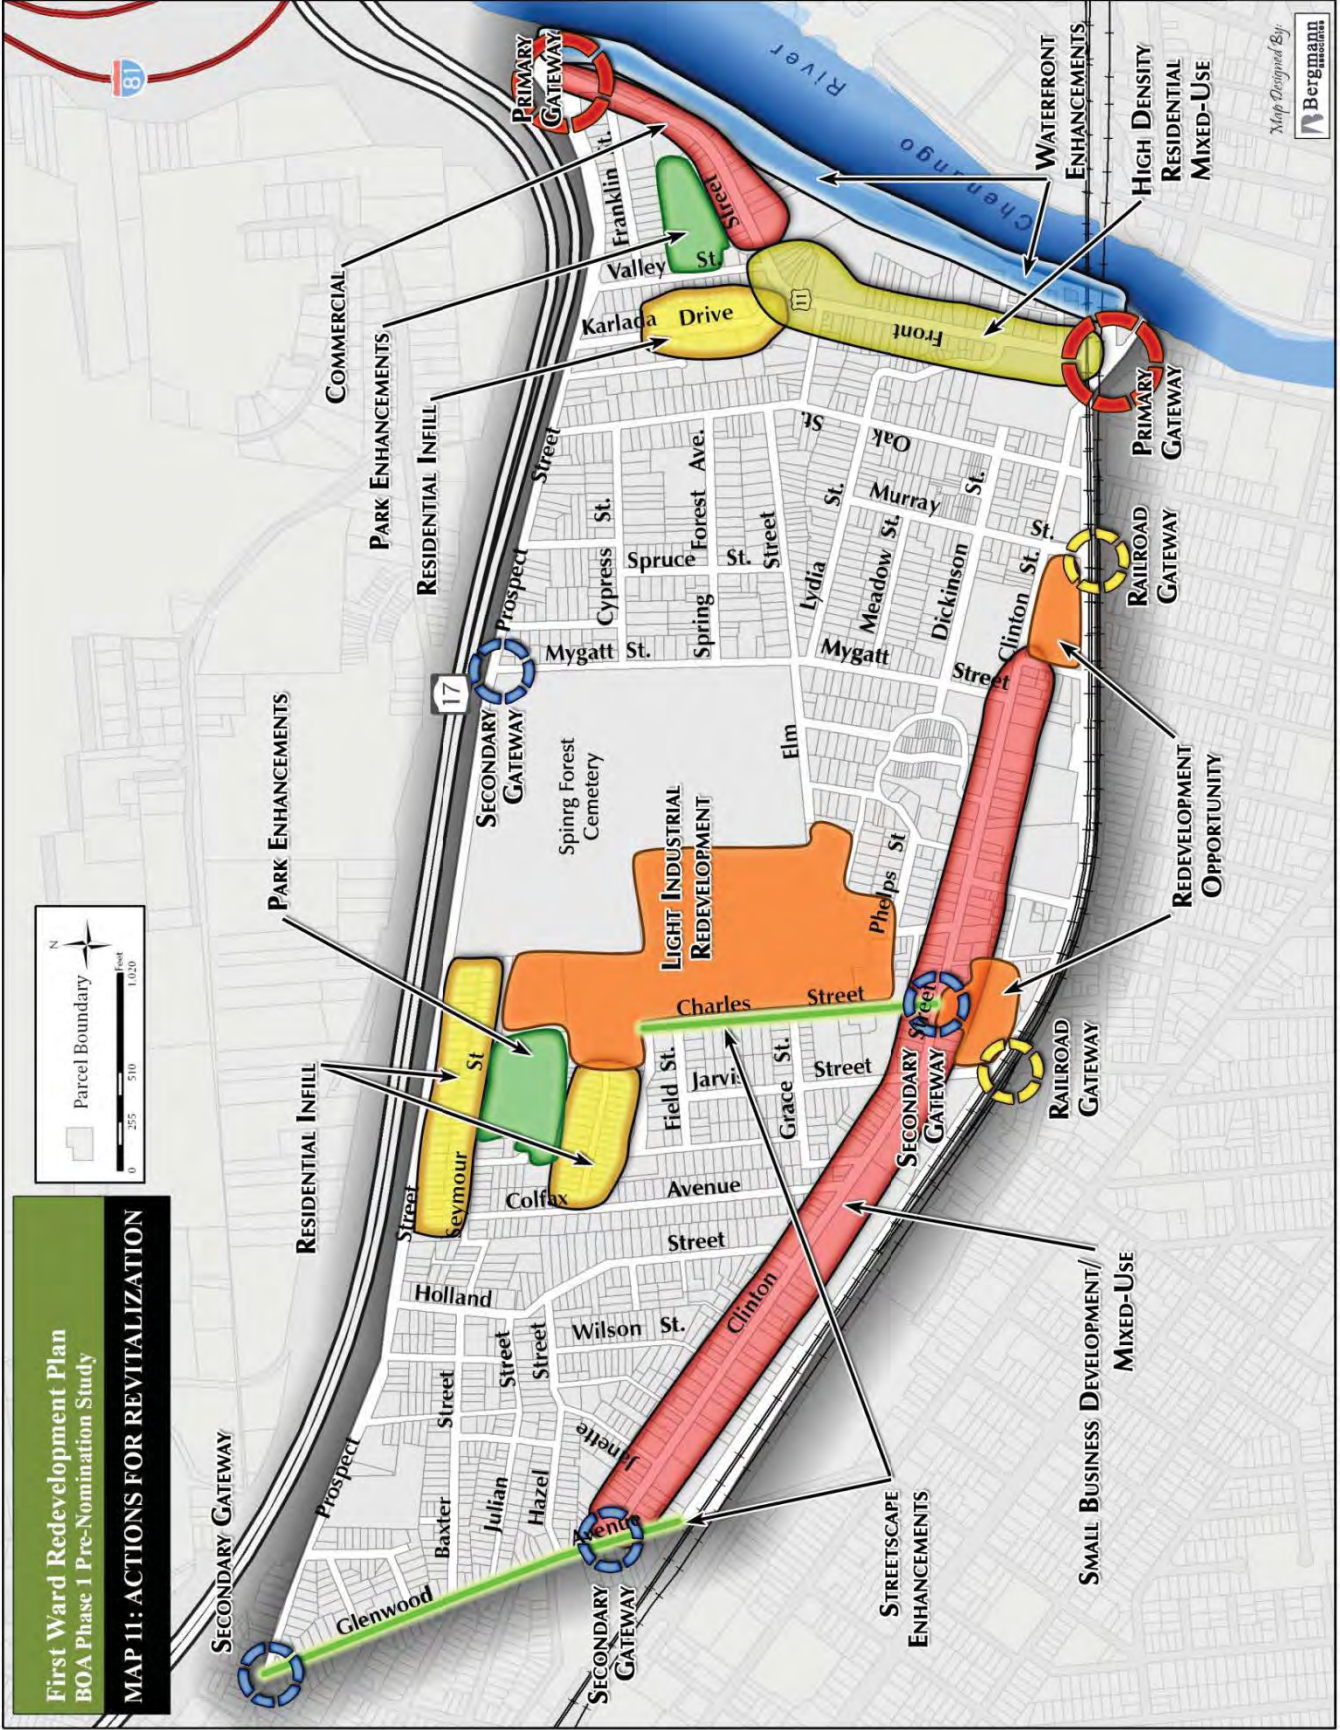 First Ward Redevelopment Plan
BOA Phase 1 Pre-Nomination Study
MAP 11: ACTIONS FOR REVITALIZATION
Parcel Boundary
N
0 255 510 1,020
Feet
81
17
11
SECONDARY GATEWAY
RESIDENTIAL INFILL
PARK ENHANCEMENTS
SECONDARY
GATEWAY
RESIDENTIAL INFILL
PARK ENHANCEMENTS
COMMERCIAL
PRIMARY
GATEWAY
Prospect
Street
Prospect
Street
Glenwood
Avenue
Baxter
Street
Julian
Street
Hazel
Street
Janette
Holland
Street
Wilson St.
Seymour
St
Colfax
Avenue
Field St.
Jarvis
Street
Grace St.
Charles
Street
LIGHT INDUSTRIAL
REDEVELOPMENT
Spinrg Forest
Cemetery
Phelps St
Elm
Street
Mygatt St.
Mygatt
Street
Cypress St.
Spruce St.
Spring Forest Ave.
Lydia St.
Meadow St.
Dickinson St.
Murray
St.
Oak
St.
Clinton St.
Clinton
Street
Karlada Drive
Valley St.
Franklin St.
Street
Front
Chenango River
SECONDARY
GATEWAY
SECONDARY
GATEWAY
STREETSCAPE
ENHANCEMENTS
SMALL BUSINESS DEVELOPMENT/
MIXED-USE
RAILROAD
GATEWAY
REDEVELOPMENT
OPPORTUNITY
RAILROAD
GATEWAY
PRIMARY
GATEWAY
WATERFRONT
ENHANCEMENTS
HIGH DENSITY
RESIDENTIAL
MIXED-USE
Map Designed By:
Bergmann
associates